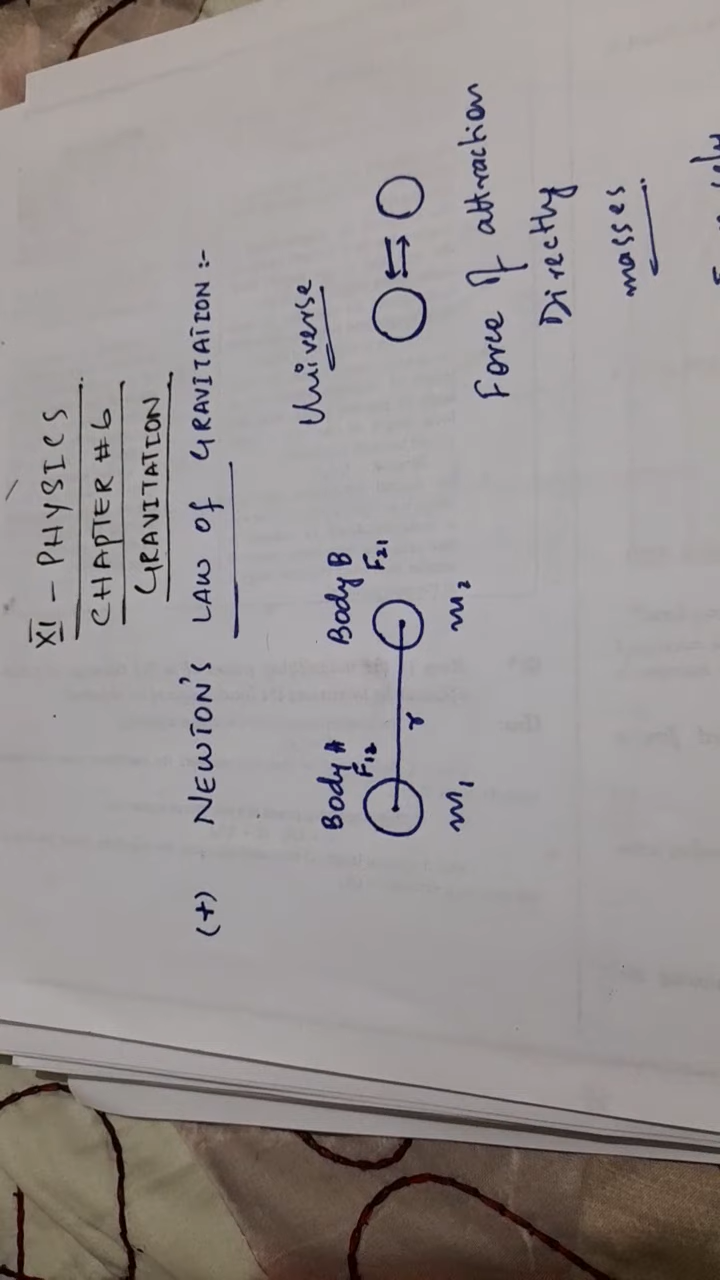 XI - PHYSICS
CHAPTER # 6
GRAVITATION
(+) NEWTON'S LAW OF GRAVITATION :-
Body A Body B
F12 F21
r
m1 m2
Universe
Force of attraction
Directly
masses